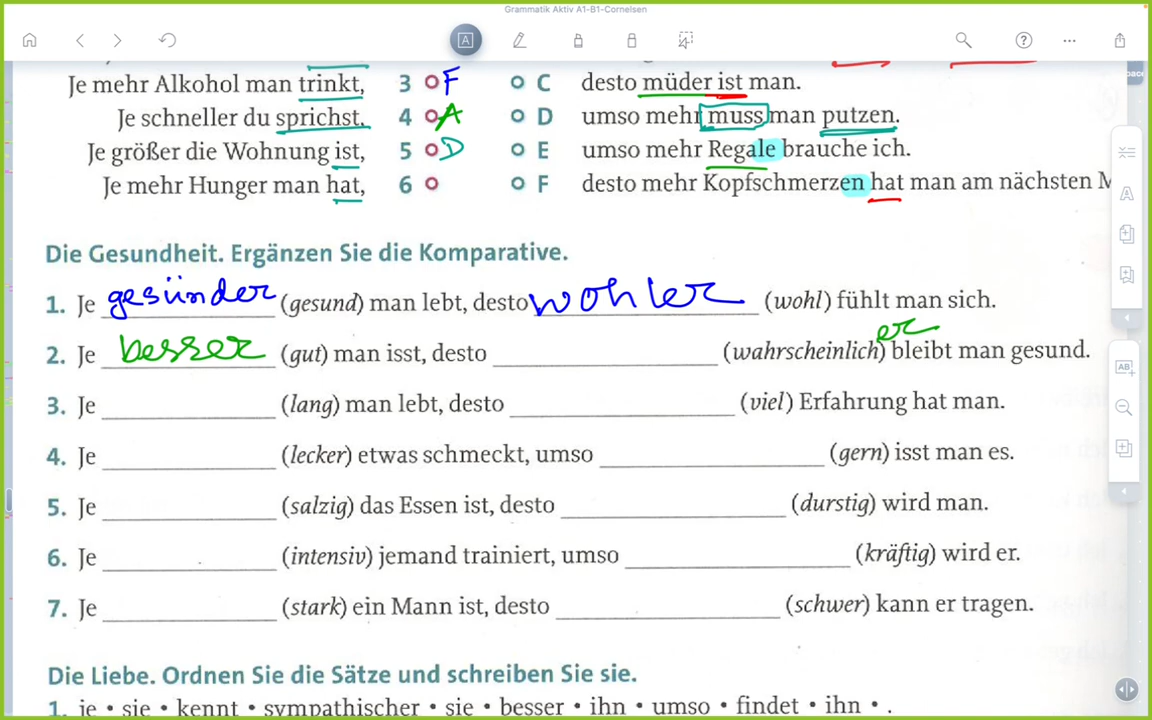 Grammatik Aktiv A1-B1-Cornelsen
Je mehr Alkohol man trinkt, 3 F C desto müder ist man.
Je schneller du sprichst, 4 A D umso mehr muss man putzen.
Je größer die Wohnung ist, 5 D E umso mehr Regale brauche ich.
Je mehr Hunger man hat, 6 F desto mehr Kopfschmerzen hat man am nächsten M
Die Gesundheit. Ergänzen Sie die Komparative.
1. Je gesünder (gesund) man lebt, desto wohler (wohl) fühlt man sich.
er
2. Je besser (gut) man isst, desto (wahrscheinlich) bleibt man gesund.
3. Je (lang) man lebt, desto (viel) Erfahrung hat man.
4. Je (lecker) etwas schmeckt, umso (gern) isst man es.
5. Je (salzig) das Essen ist, desto (durstig) wird man.
6. Je (intensiv) jemand trainiert, umso (kräftig) wird er.
7. Je (stark) ein Mann ist, desto (schwer) kann er tragen.
Die Liebe. Ordnen Sie die Sätze und schreiben Sie sie.
1. je • sie • kennt • sympathischer • sie • besser • ihn • umso • findet • ihn • .